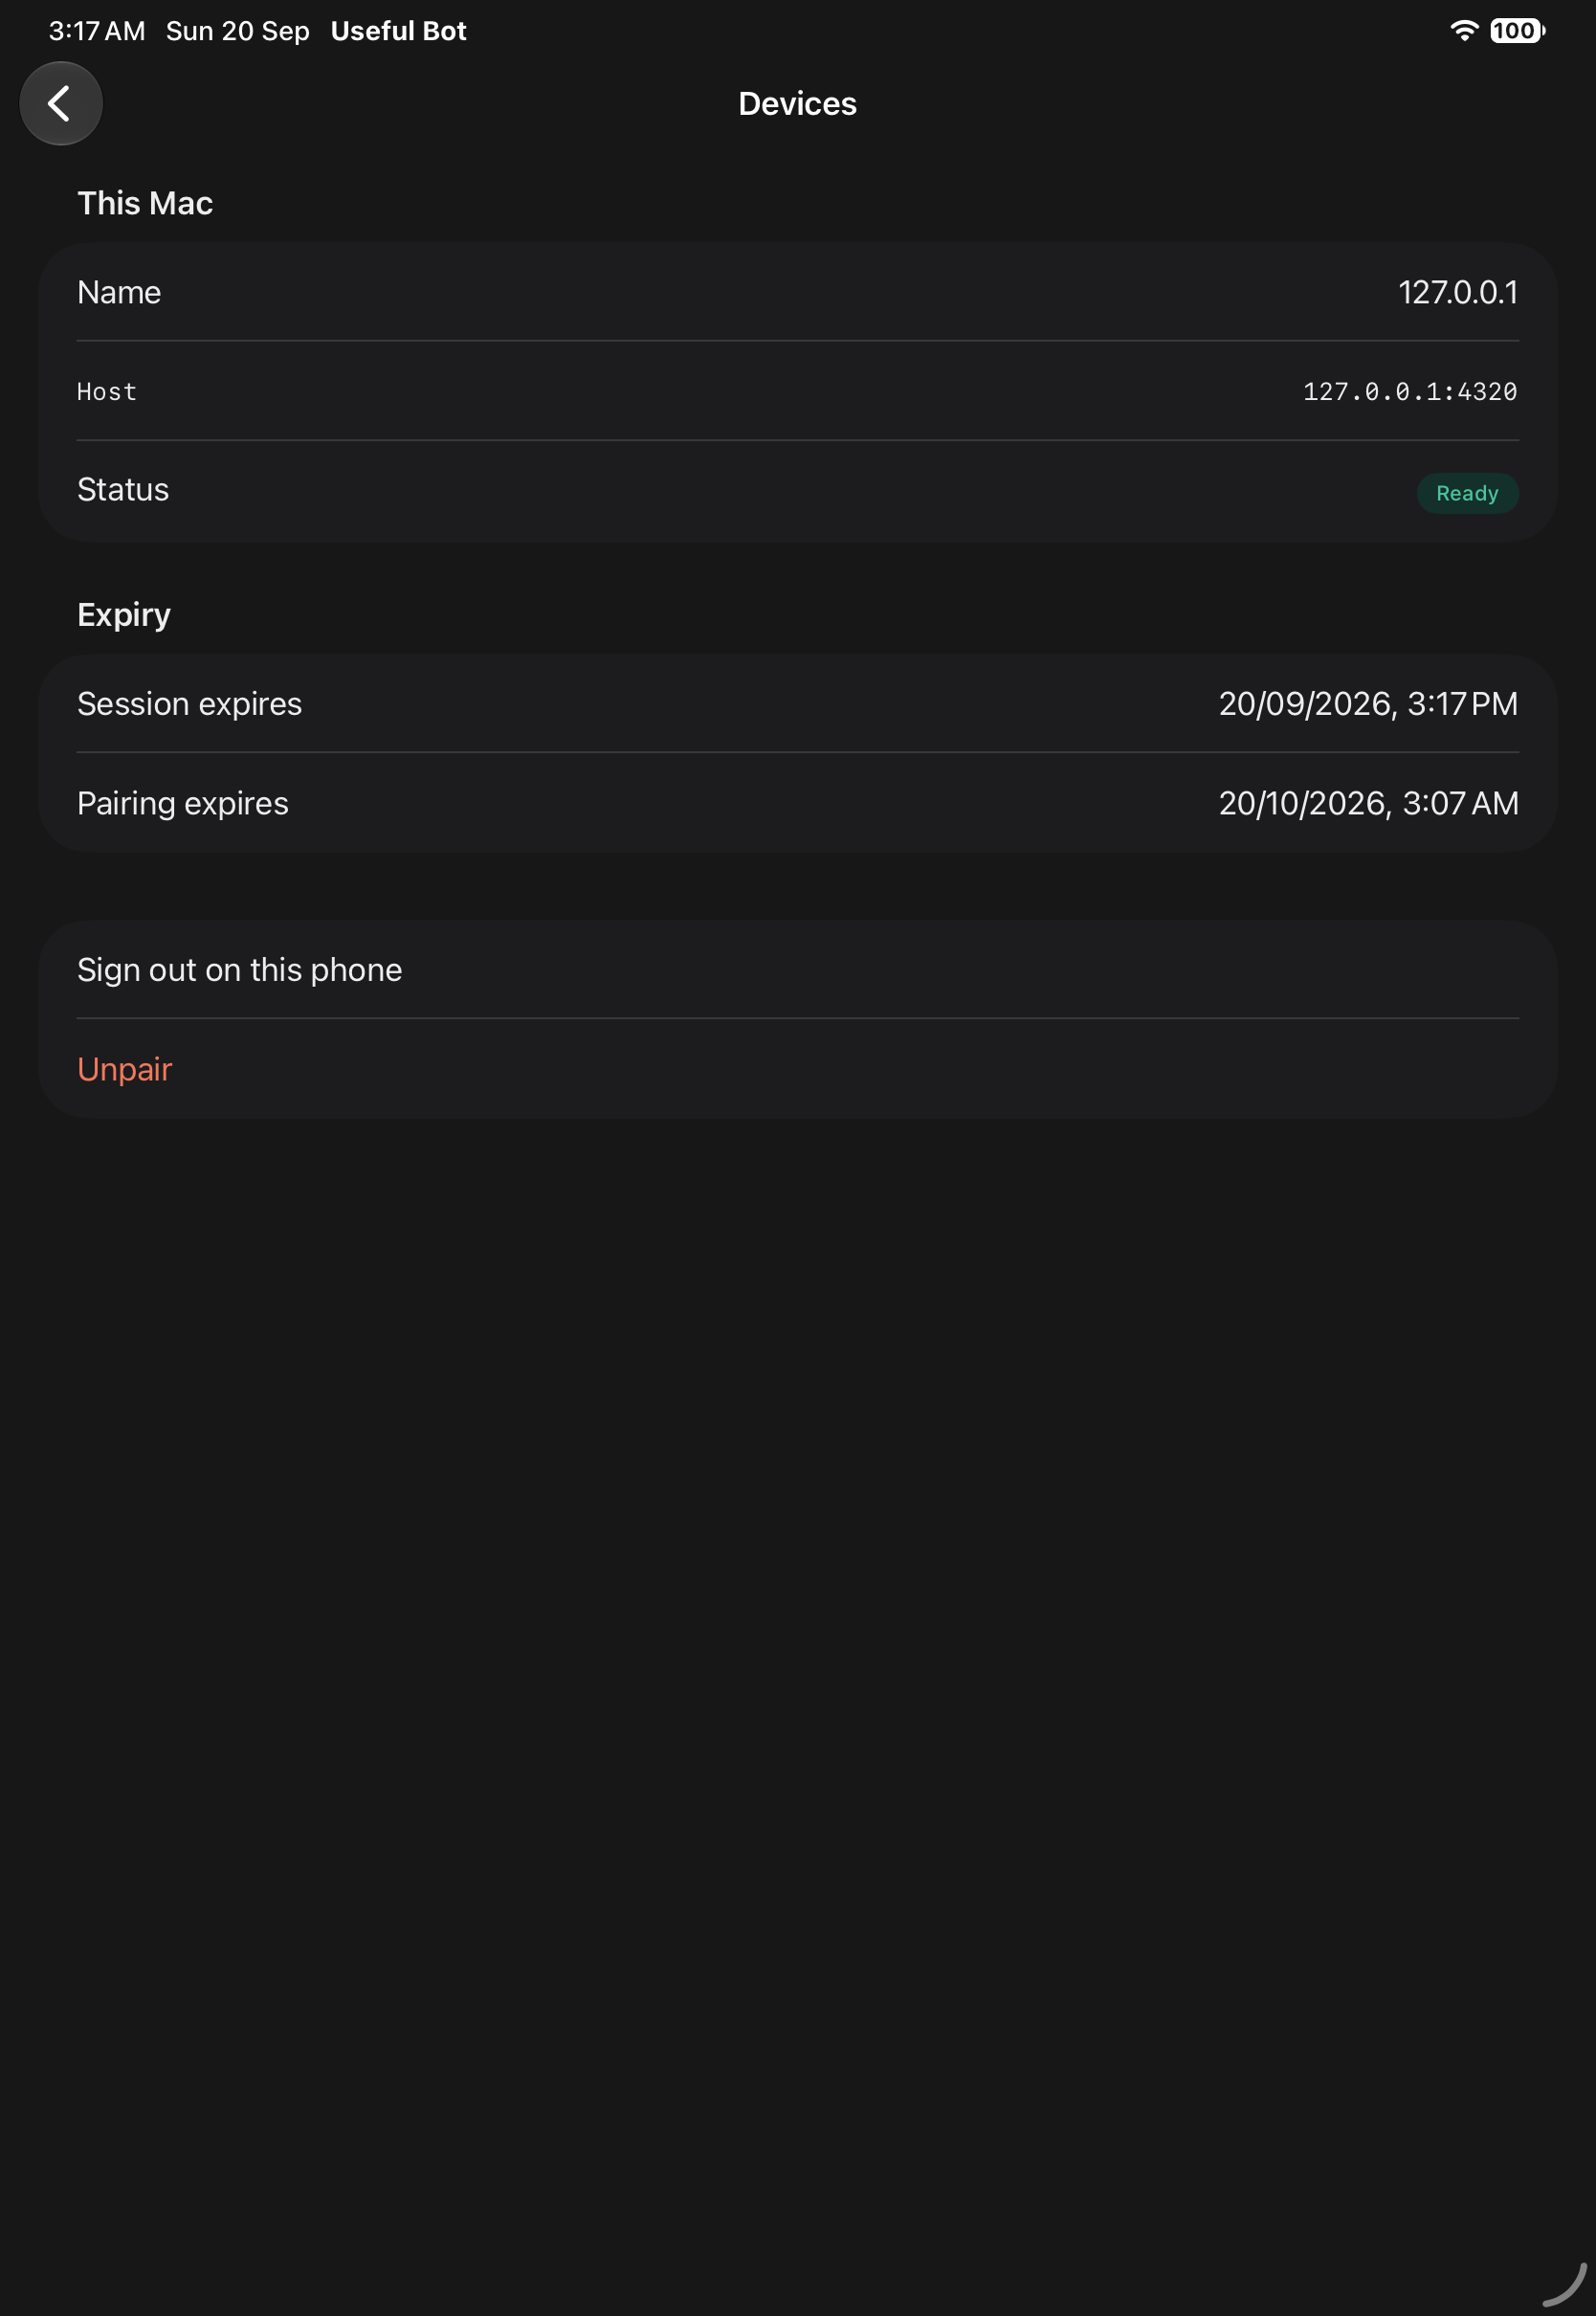 3:17 AM Sun 20 Sep Useful Bot 100
Devices
This Mac
Name 127.0.0.1
Host 127.0.0.1:4320
Status Ready
Expiry
Session expires 20/09/2026, 3:17 PM
Pairing expires 20/10/2026, 3:07 AM
Sign out on this phone
Unpair